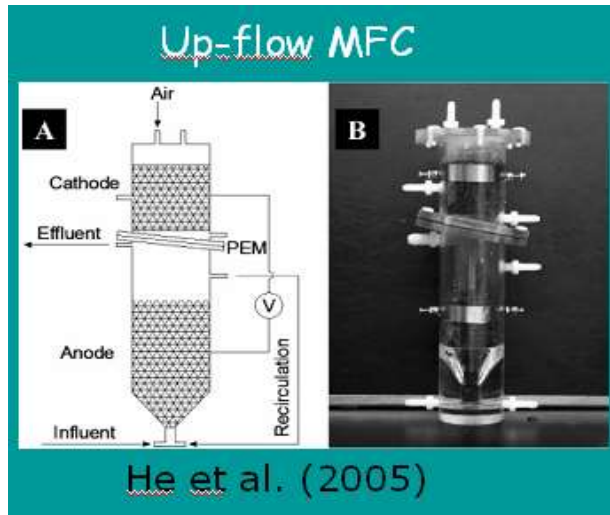 Up-flow MFC
A
B
Air
Cathode
Effluent
PEM
V
Anode
Recirculation
Influent
He et al. (2005)